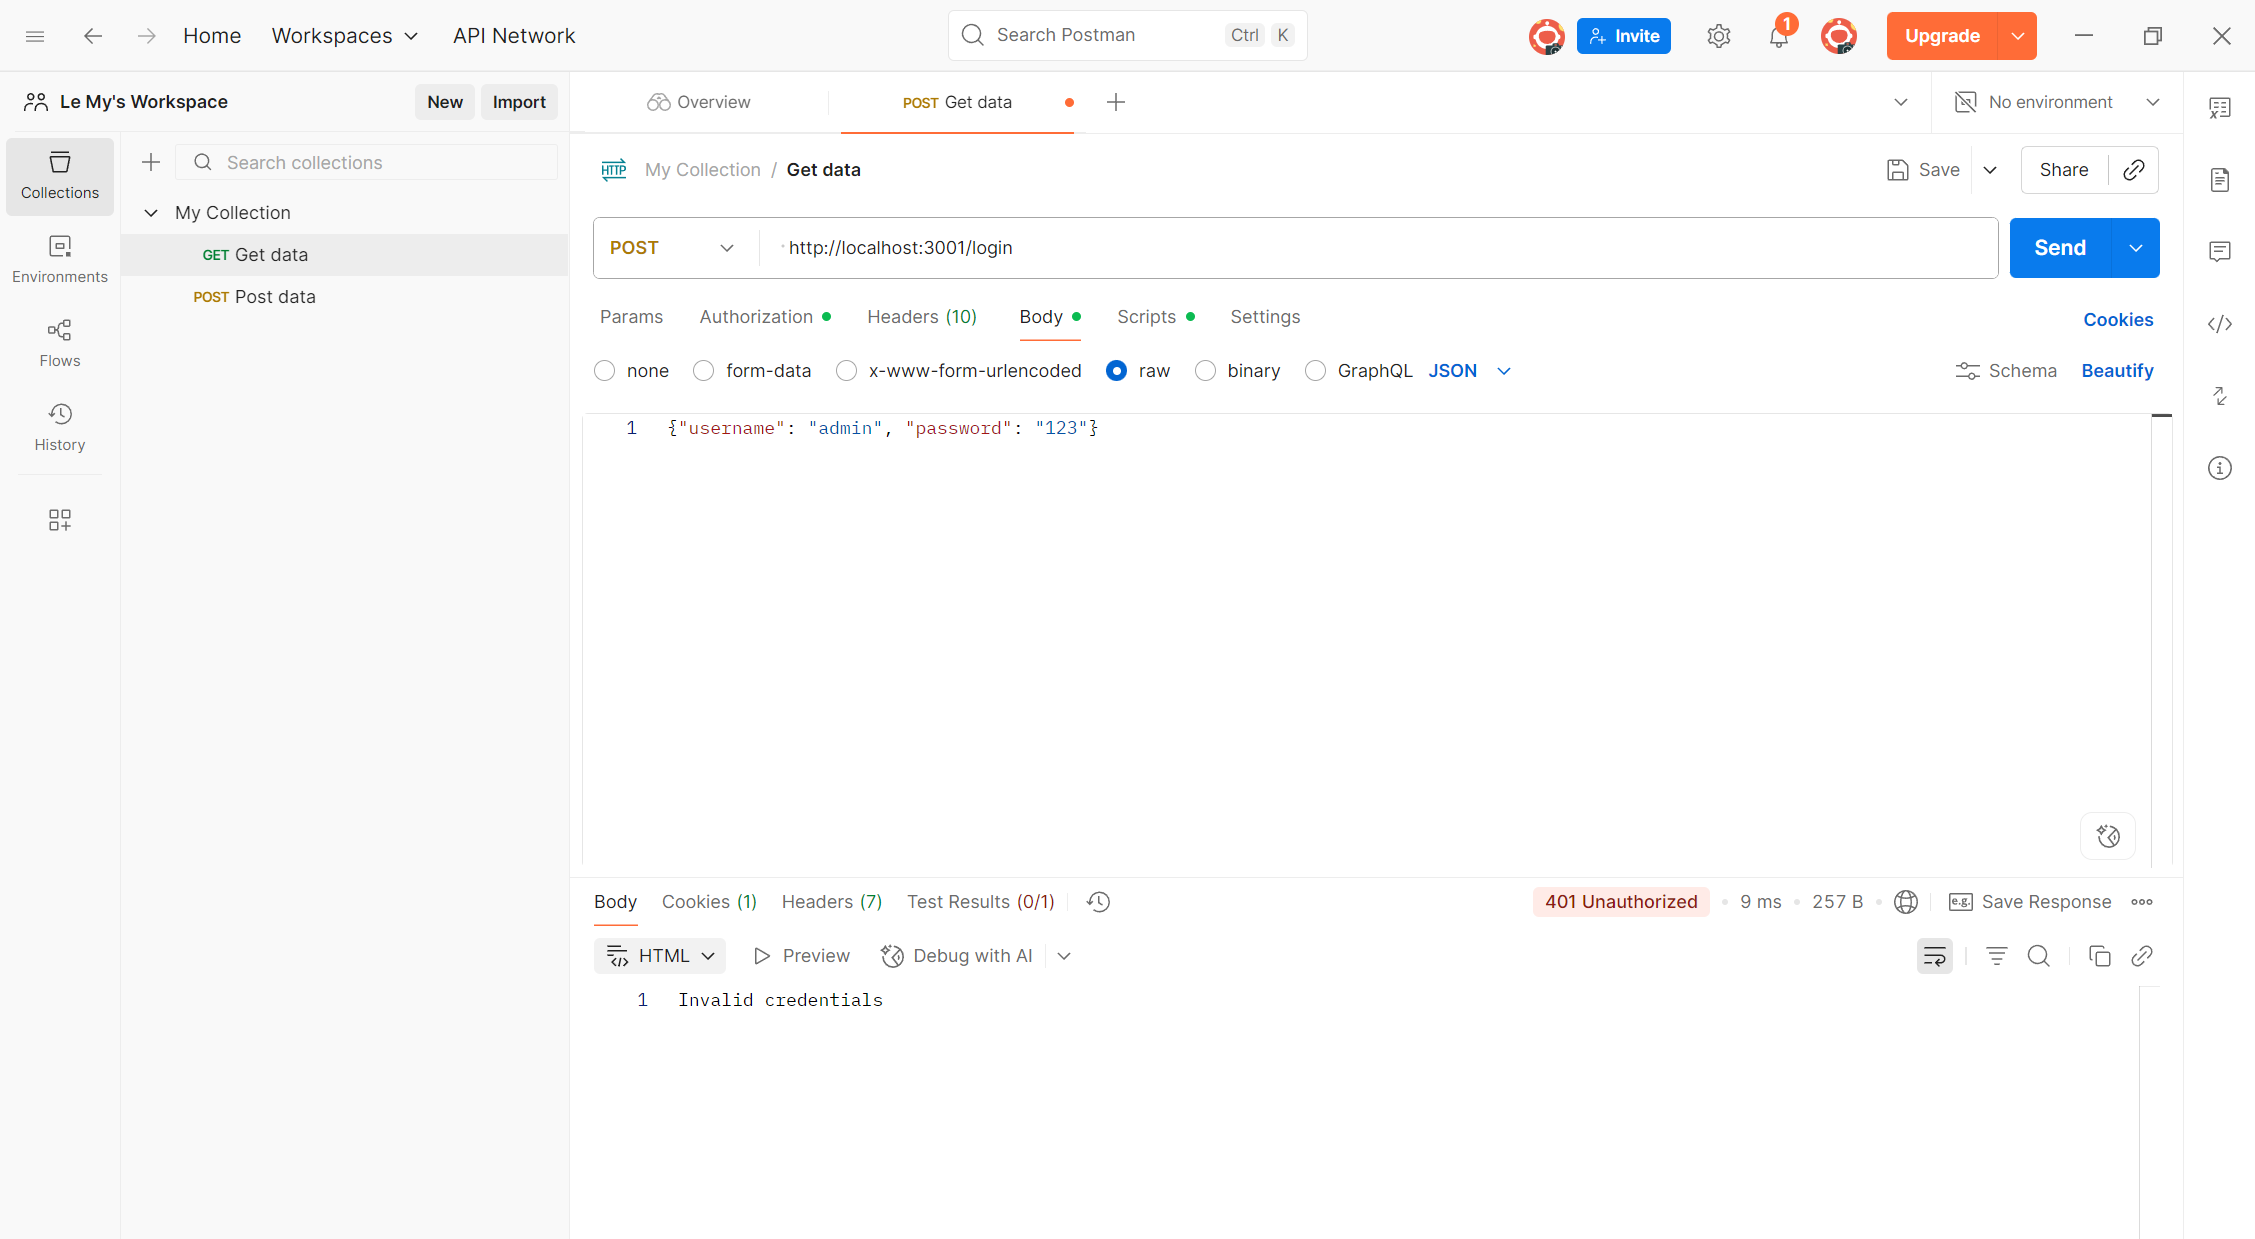 Home Workspaces API Network Search Postman Ctrl K Invite 1 Upgrade
Le My's Workspace New Import Overview POST Get data No environment
Collections
Environments
Flows
History
Search collections
My Collection
GET Get data
POST Post data
HTTP My Collection / Get data Save Share
POST http://localhost:3001/login Send
Params Authorization Headers (10) Body Scripts Settings Cookies
none form-data x-www-form-urlencoded raw binary GraphQL JSON Schema Beautify
1 {"username": "admin", "password": "123"}
Body Cookies (1) Headers (7) Test Results (0/1) 401 Unauthorized 9 ms 257 B e.g. Save Response
HTML Preview Debug with AI
1 Invalid credentials